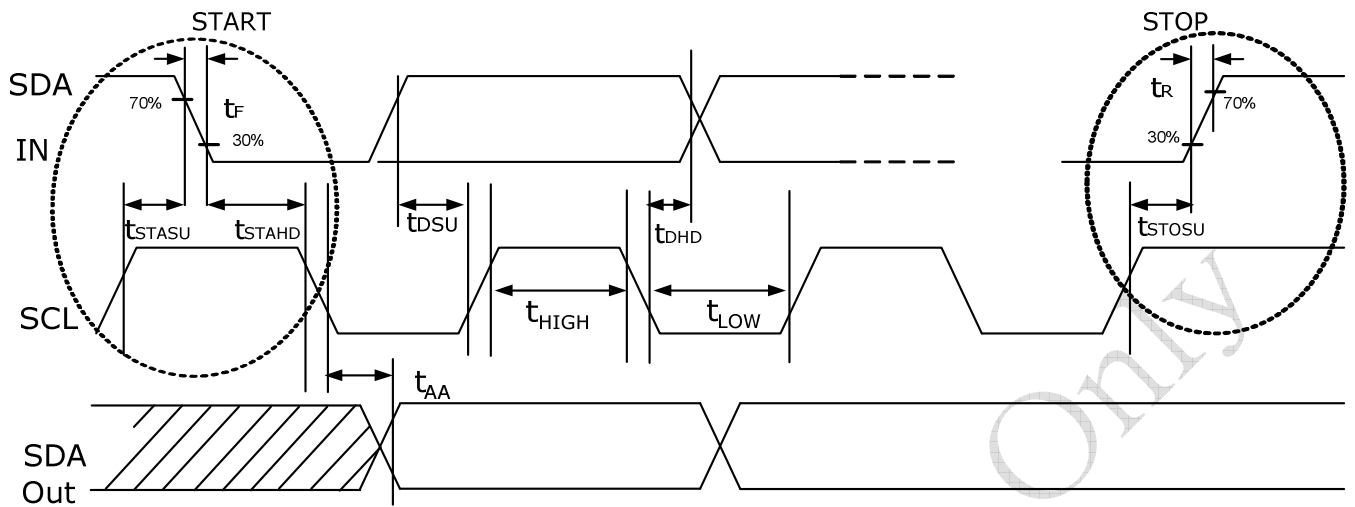 START
STOP
SDA
IN
70%
tF
30%
tR
70%
30%
tSTASU
tSTAHD
tDSU
tDHD
tSTOSU
SCL
tHIGH
tLOW
tAA
SDA
Out
Only